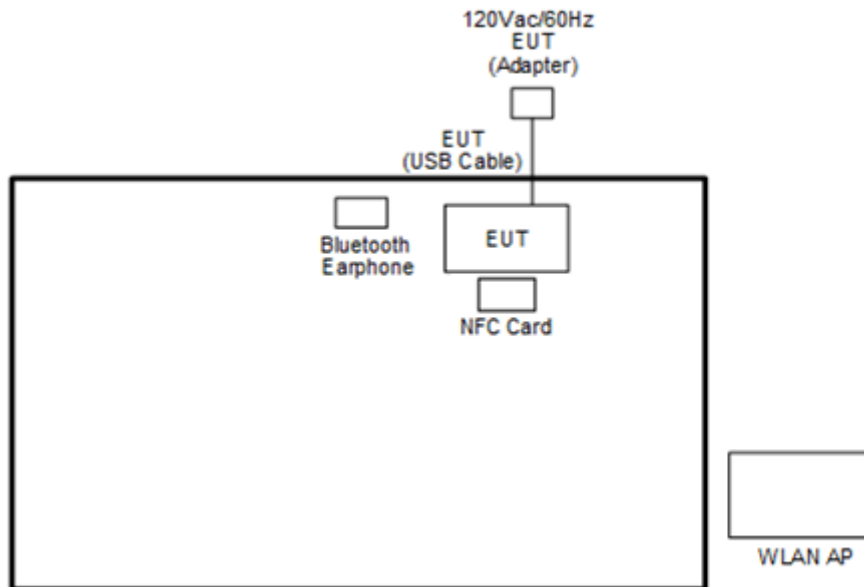 120Vac/60Hz
EUT
(Adapter)
EUT
(USB Cable)
EUT
Bluetooth
Earphone
NFC Card
WLAN AP